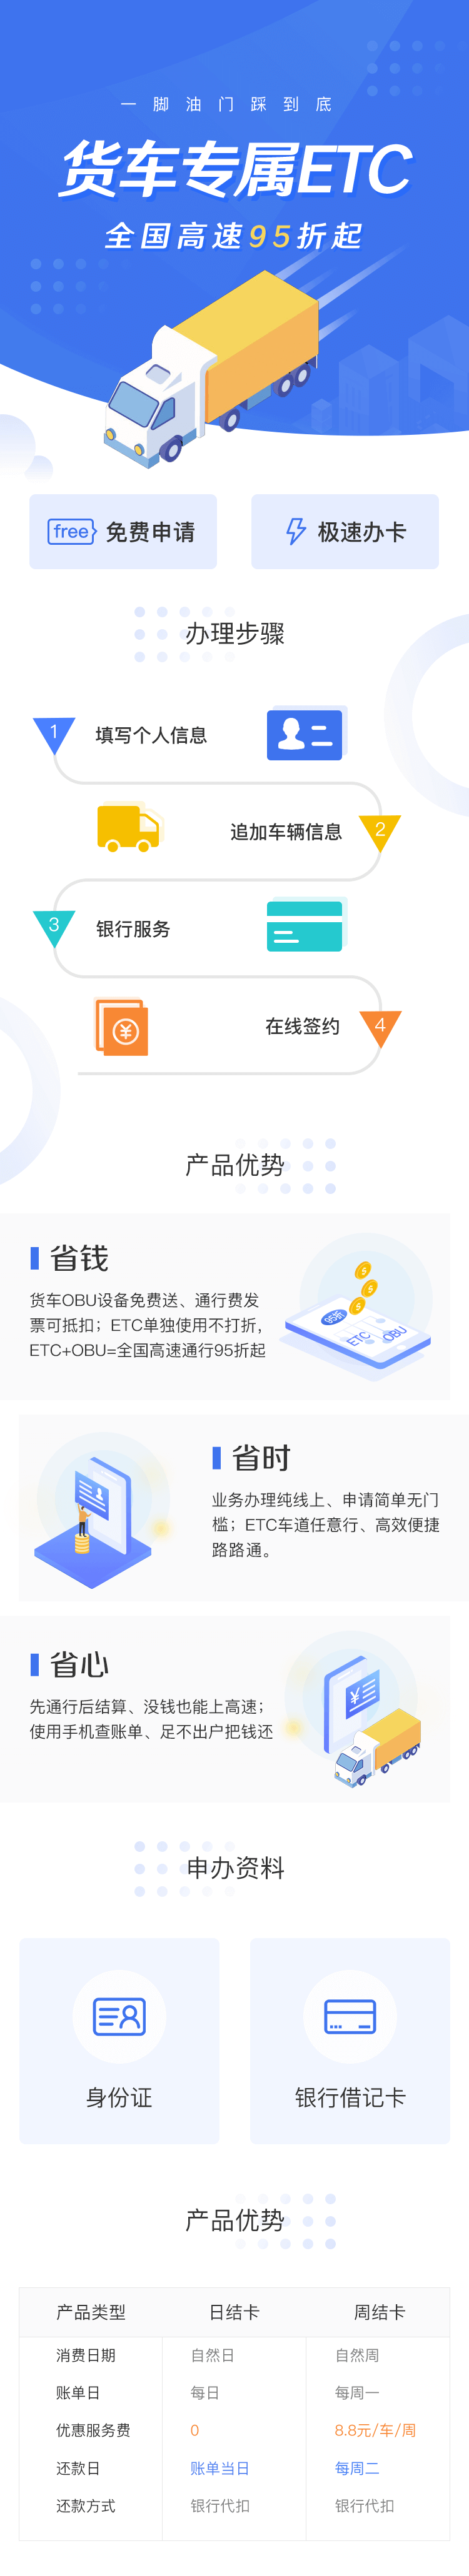 一脚油门踩到底
货车专属ETC
全国高速95折起
free 免费申请
极速办卡
办理步骤
1 填写个人信息
追加车辆信息 2
3 银行服务
在线签约 4
产品优势
省钱
货车OBU设备免费送、通行费发
票可抵扣；ETC单独使用不打折，
ETC+OBU=全国高速通行95折起
95折
ETC
OBU
省时
业务办理纯线上、申请简单无门
槛；ETC车道任意行、高效便捷
路路通。
省心
先通行后结算、没钱也能上高速；
使用手机查账单、足不出户把钱还
申办资料
身份证
银行借记卡
产品优势
产品类型 日结卡 周结卡
消费日期 自然日 自然周
账单日 每日 每周一
优惠服务费 0 8.8元/车/周
还款日 账单当日 每周二
还款方式 银行代扣 银行代扣